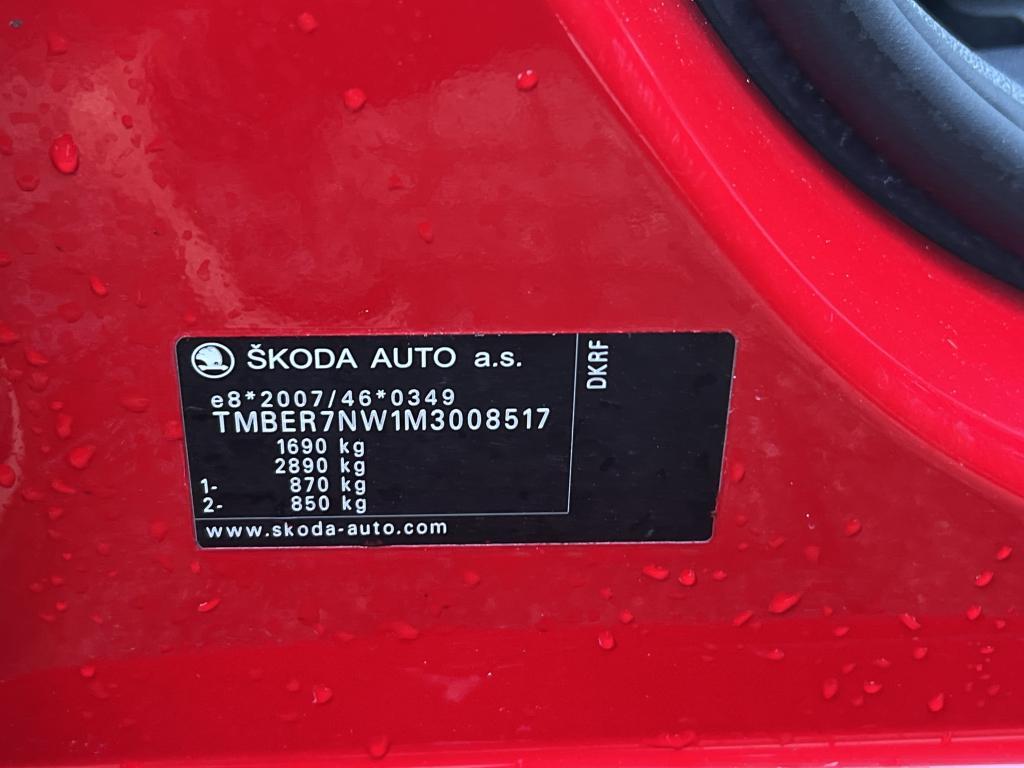 ŠKODA AUTO a.s.
e8*2007/46*0349
TMBER7NW1M3008517
1690 kg
2890 kg
1- 870 kg
2- 850 kg
www.skoda-auto.com
DKRF